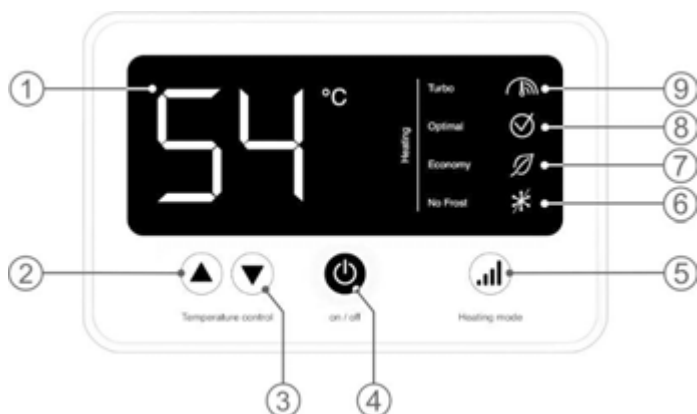 1
54 °C
Heating
Turbo
9
Optimal
8
Economy
7
No Frost
6
2
5
Temperature control
on / off
Heating mode
3
4